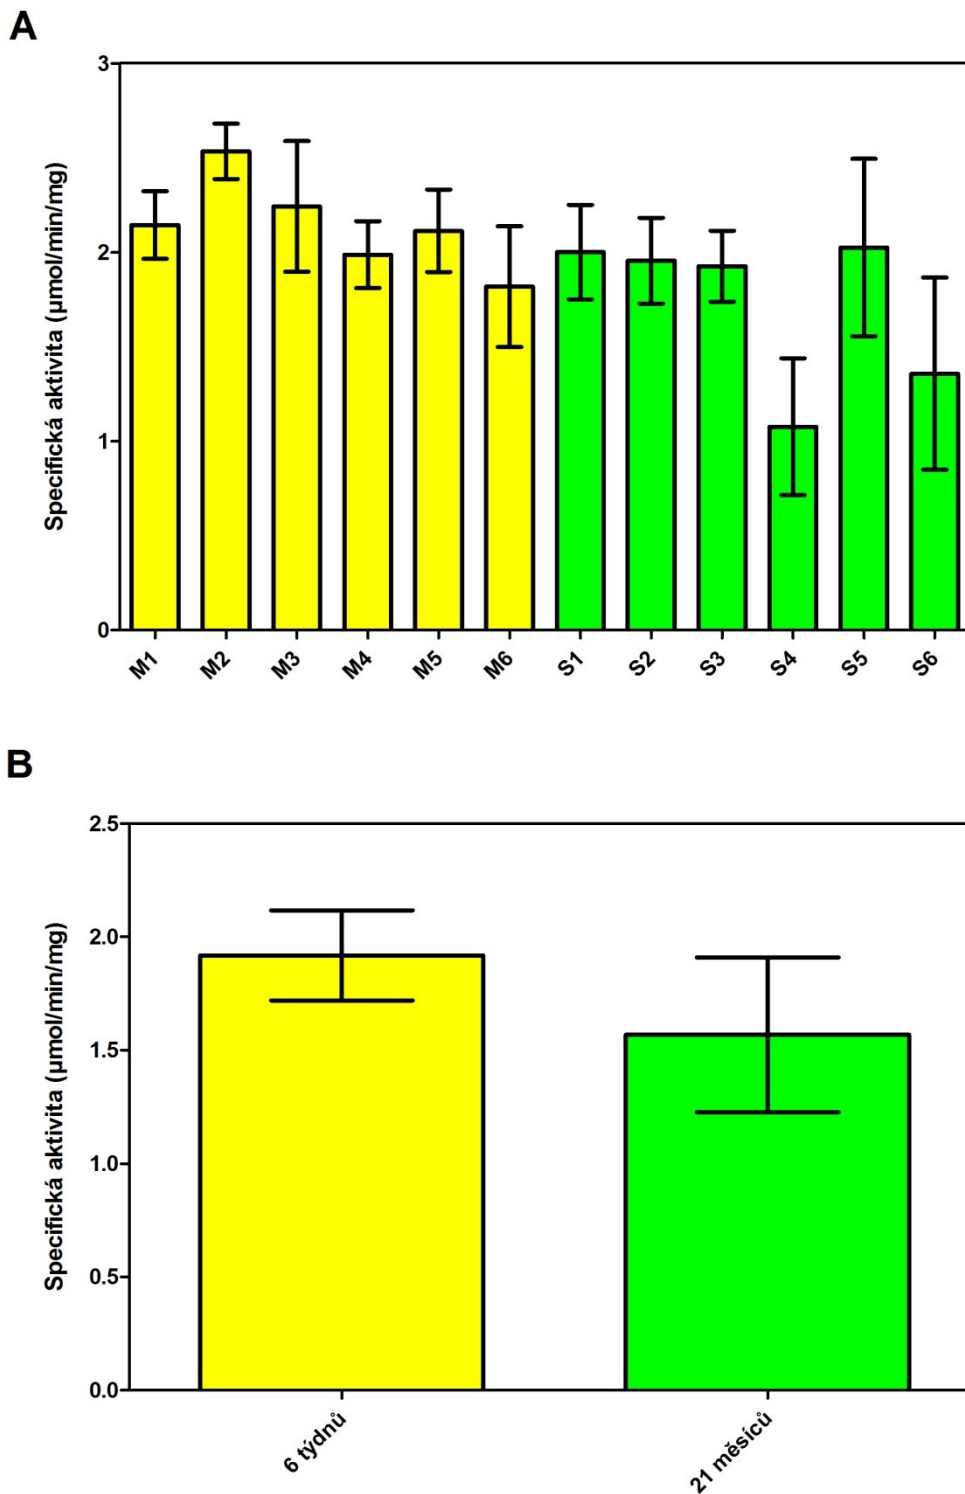 A
Specifická aktivita (µmol/min/mg)
3
2
1
0
M1 M2 M3 M4 M5 M6 S1 S2 S3 S4 S5 S6
B
Specifická aktivita (µmol/min/mg)
2.5
2.0
1.5
1.0
0.5
0.0
6 týdnů 21 měsíců